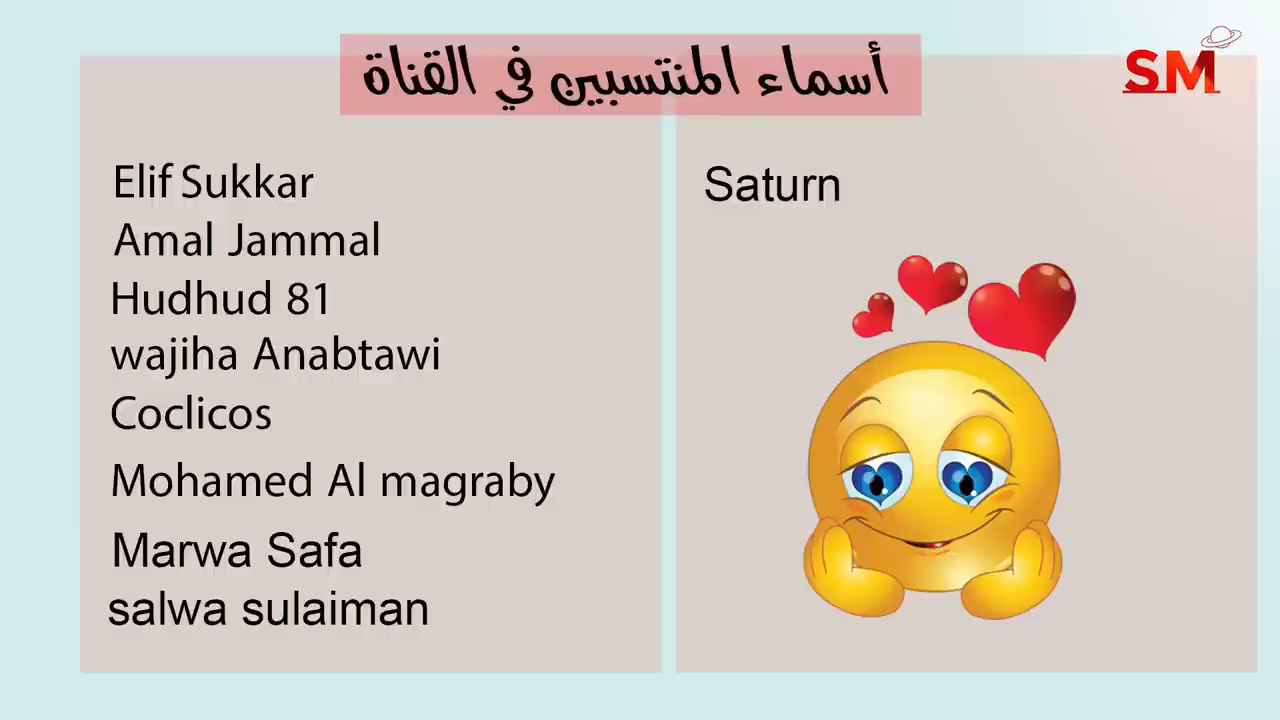 أسماء المنتسبين في القناة
SM
Elif Sukkar
Amal Jammal
Hudhud 81
wajiha Anabtawi
Coclicos
Mohamed Al magraby
Marwa Safa
salwa sulaiman
Saturn